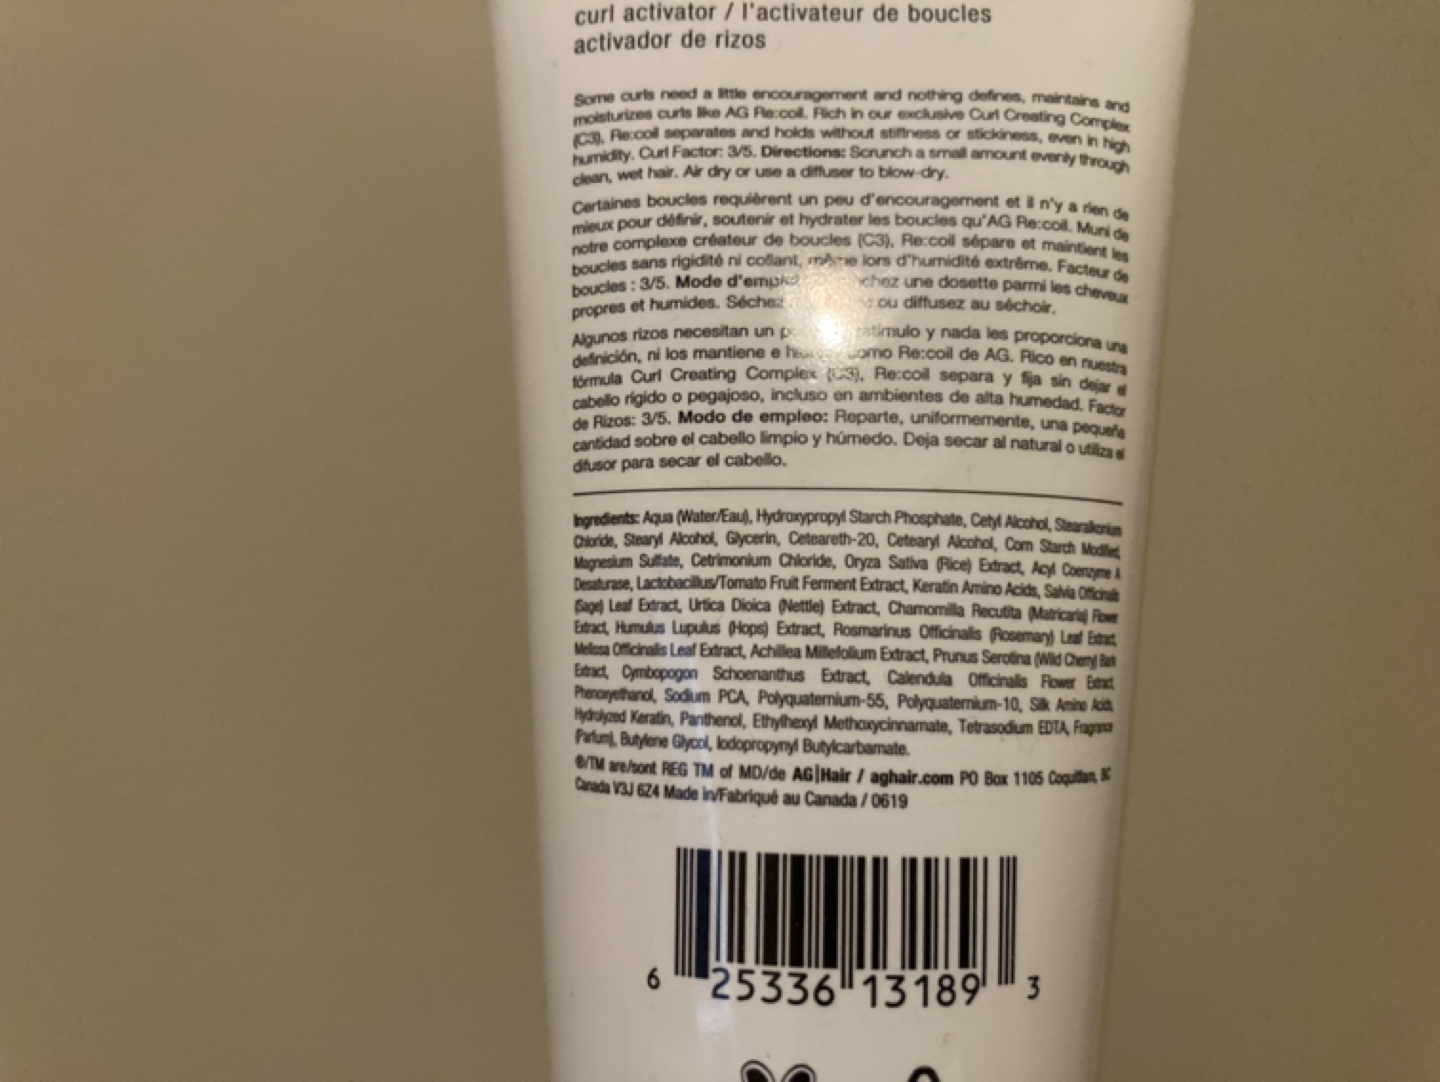 curl activator / l'activateur de boucles
activador de rizos
Some curls need a little encouragement and nothing defines, maintains and
moisturizes curls like AG Re:coil. Rich in our exclusive Curl Creating Complex
(C3), Re:coil separates and holds without stiffness or stickiness, even in high
humidity. Curl Factor: 3/5. Directions: Scrunch a small amount evenly through
clean, wet hair. Air dry or use a diffuser to blow-dry.
Certaines boucles requièrent un peu d'encouragement et il n'y a rien de
mieux pour définir, soutenir et hydrater les boucles qu'AG Re:coil. Muni de
notre complexe créateur de boucles (C3), Re:coil sépare et maintient les
boucles sans rigidité ni collant, même lors d'humidité extrême. Facteur de
boucles : 3/5. Mode d'emploi une dosette parmi les cheveux
propres et humides. Séchez ou diffusez au séchoir.
Algunos rizos necesitan un estímulo y nada les proporciona una
definición, ni los mantiene e como Re:coil de AG. Rico en nuestra
fórmula Curl Creating Complex (C3), Re:coil separa y fija sin dejar el
cabello rígido o pegajoso, incluso en ambientes de alta humedad. Factor
de Rizos: 3/5. Modo de empleo: Reparte, uniformemente, una pequeña
cantidad sobre el cabello limpio y húmedo. Deja secar al natural o utiliza el
difusor para secar el cabello.
Ingredients: Aqua (Water/Eau), Hydroxypropyl Starch Phosphate, Cetyl Alcohol, Stearalkonium
Chloride, Stearyl Alcohol, Glycerin, Ceteareth-20, Cetearyl Alcohol, Corn Starch Modified,
Magnesium Sulfate, Cetrimonium Chloride, Oryza Sativa (Rice) Extract, Acyl Coenzyme A
Desaturase, Lactobacillus/Tomato Fruit Ferment Extract, Keratin Amino Acids, Salvia Officinalis
(Sage) Leaf Extract, Urtica Dioica (Nettle) Extract, Chamomilla Recutita (Matricaria) Flower
Extract, Humulus Lupulus (Hops) Extract, Rosmarinus Officinalis (Rosemary) Leaf Extract,
Melissa Officinalis Leaf Extract, Achillea Millefolium Extract, Prunus Serotina (Wild Cherry) Bark
Extract, Cymbopogon Schoenanthus Extract, Calendula Officinalis Flower Extract,
Phenoxyethanol, Sodium PCA, Polyquaternium-55, Polyquaternium-10, Silk Amino Acids,
Hydrolyzed Keratin, Panthenol, Ethylhexyl Methoxycinnamate, Tetrasodium EDTA, Fragrance
(Parfum), Butylene Glycol, Iodopropynyl Butylcarbamate.
®/TM are/sont REG TM of MD/de AG|Hair / aghair.com PO Box 1105 Coquitlam, BC
Canada V3J 6Z4 Made in/Fabriqué au Canada / 0619
6 25336 13189 3